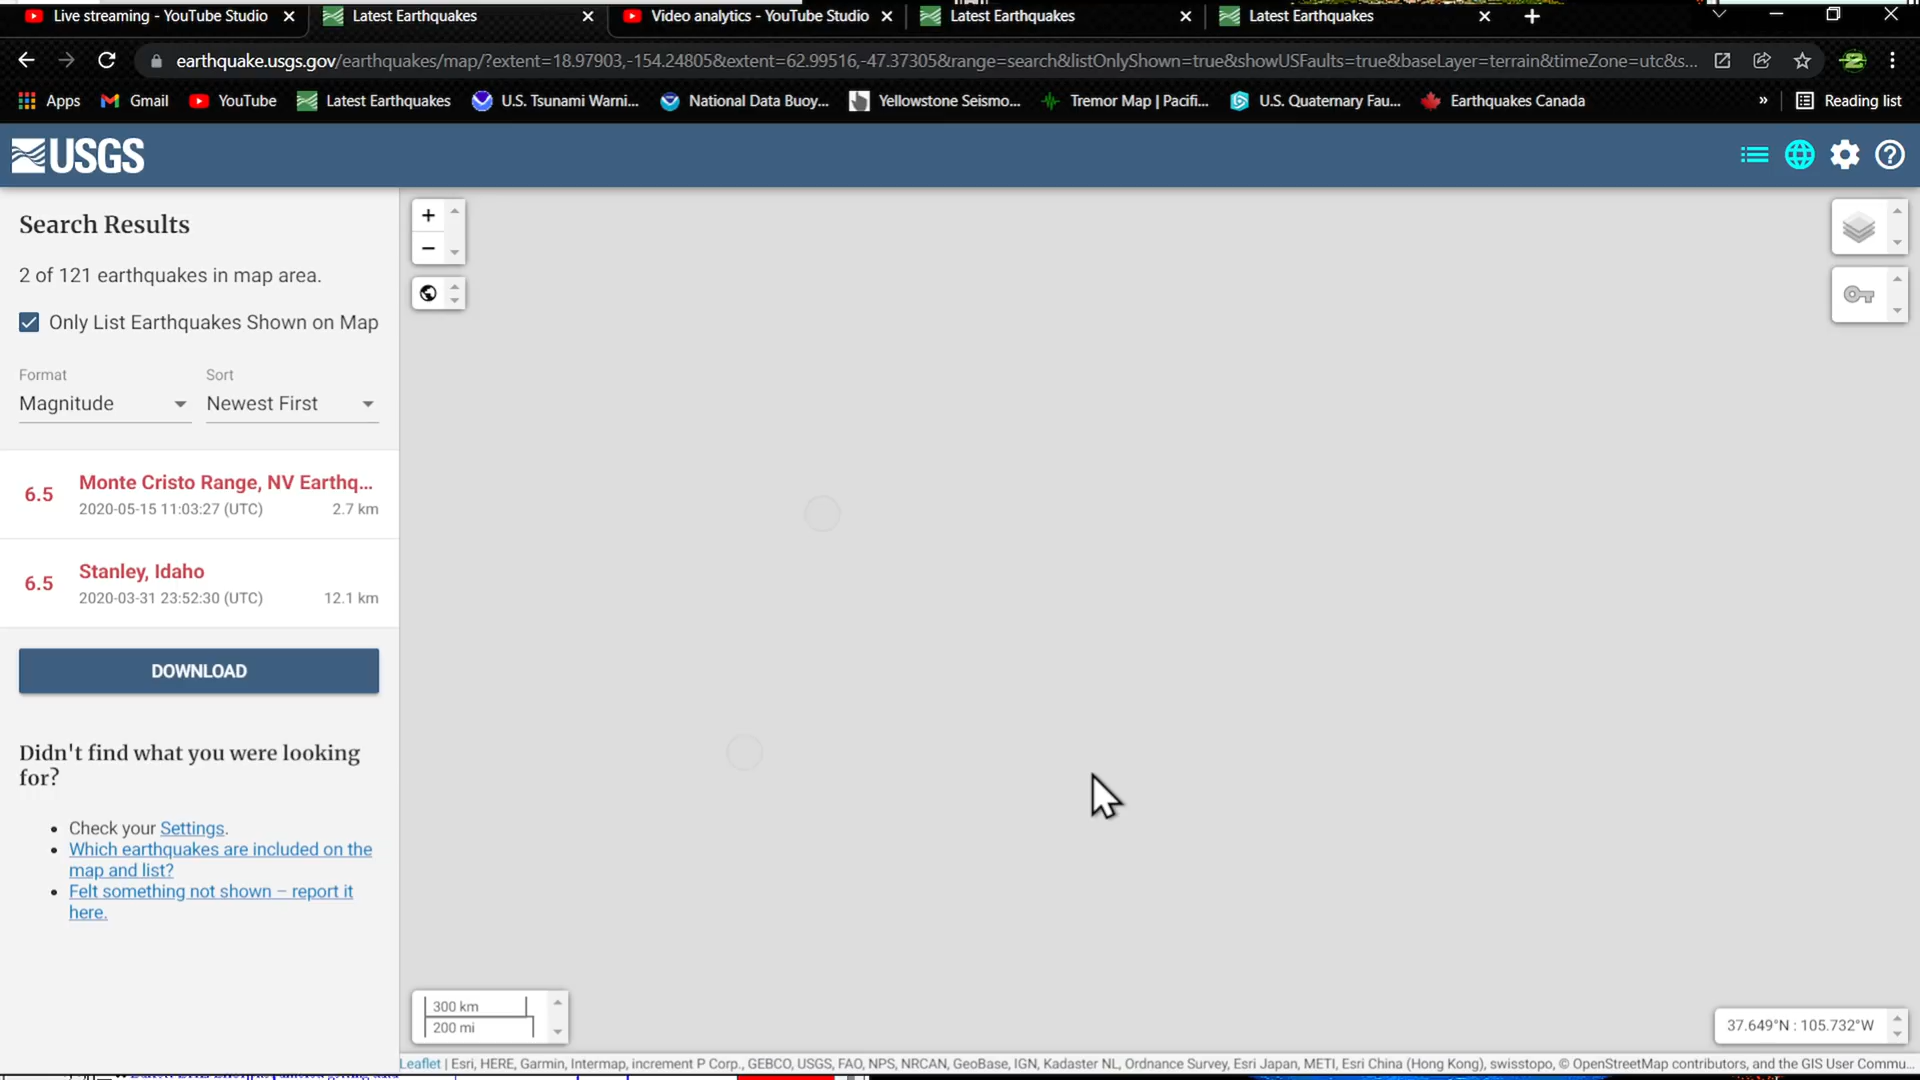 Live streaming - YouTube Studio
Latest Earthquakes
Video analytics - YouTube Studio
Latest Earthquakes
Latest Earthquakes
earthquake.usgs.gov/earthquakes/map/?extent=18.97903,-154.24805&extent=62.99516,-47.37305&range=search&listOnlyShown=true&showUSFaults=true&baseLayer=terrain&timeZone=utc&s...
Apps
Gmail
YouTube
Latest Earthquakes
U.S. Tsunami Warni...
National Data Buoy...
Yellowstone Seismo...
Tremor Map | Pacifi...
U.S. Quaternary Fau...
Earthquakes Canada
»
Reading list
USGS
Search Results
2 of 121 earthquakes in map area.
Only List Earthquakes Shown on Map
Format
Sort
Magnitude
Newest First
6.5
Monte Cristo Range, NV Earthq...
2020-05-15 11:03:27 (UTC)
2.7 km
6.5
Stanley, Idaho
2020-03-31 23:52:30 (UTC)
12.1 km
DOWNLOAD
Didn't find what you were looking
for?
Check your Settings.
Which earthquakes are included on the
map and list?
Felt something not shown – report it
here.
+
−
300 km
200 mi
37.649°N : 105.732°W
Leaflet | Esri, HERE, Garmin, Intermap, increment P Corp., GEBCO, USGS, FAO, NPS, NRCAN, GeoBase, IGN, Kadaster NL, Ordnance Survey, Esri Japan, METI, Esri China (Hong Kong), swisstopo, © OpenStreetMap contributors, and the GIS User Commu...